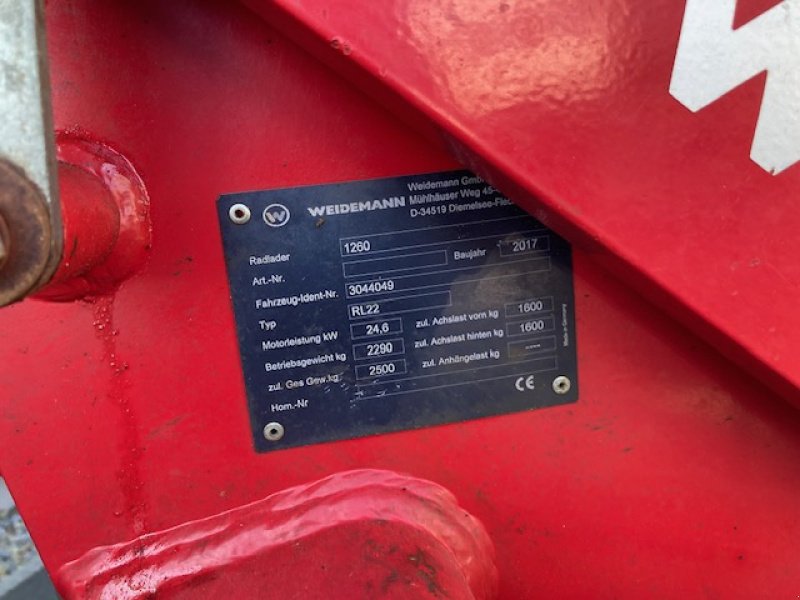 W
W WEIDEMANN
Weidemann Gmb
Mühlhäuser Weg 45-
D-34519 Diemelsee-Flec
Radlader 1260 Baujahr 2017
Art.-Nr.
Fahrzeug-Ident-Nr. 3044049
Typ RL22
Motorleistung kW 24,6 zul. Achslast vorn kg 1600
Betriebsgewicht kg 2290 zul. Achslast hinten kg 1600
zul. Ges Gew.kg 2500 zul. Anhängelast kg ----
Hom.-Nr
CE
Made in Germany